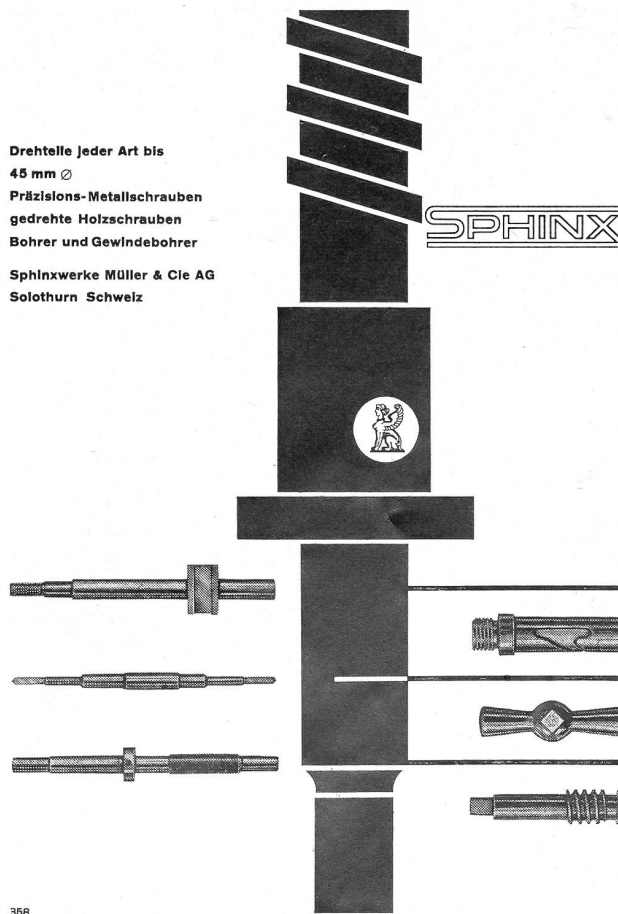 Drehteile jeder Art bis
45 mm ∅
Präzisions-Metallschrauben
gedrehte Holzschrauben
Bohrer und Gewindebohrer
Sphinxwerke Müller & Cie AG
Solothurn Schweiz
SPHINX
358